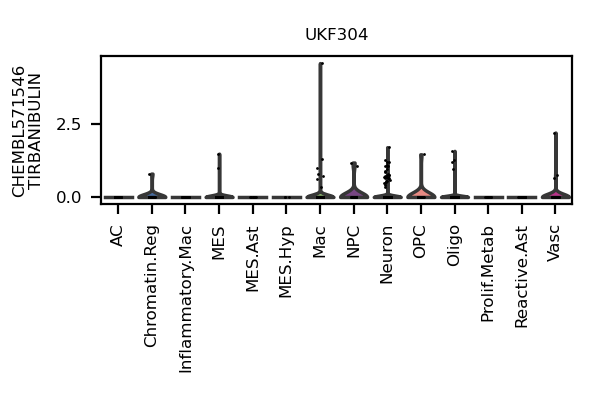 UKF304
CHEMBL571546
TIRBANIBULIN
2.5
0.0
AC
Chromatin.Reg
Inflammatory.Mac
MES
MES.Ast
MES.Hyp
Mac
NPC
Neuron
OPC
Oligo
Prolif.Metab
Reactive.Ast
Vasc